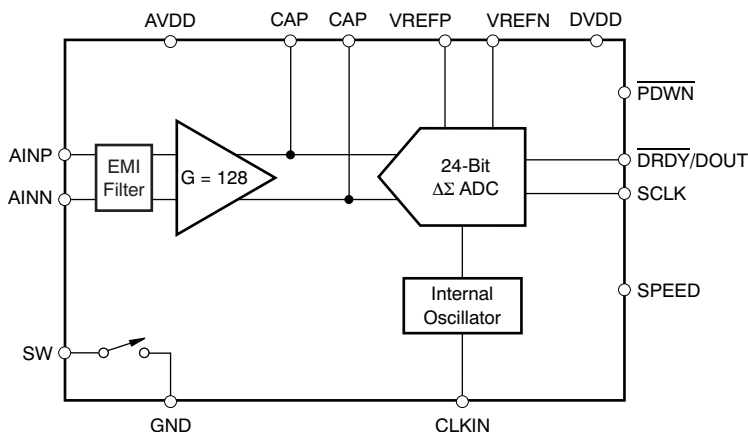 AVDD
CAP
CAP
VREFP
VREFN
DVDD
PDWN
AINP
EMI
Filter
G = 128
24-Bit
ΔΣ ADC
DRDY/DOUT
AINN
SCLK
Internal
Oscillator
SPEED
SW
GND
CLKIN